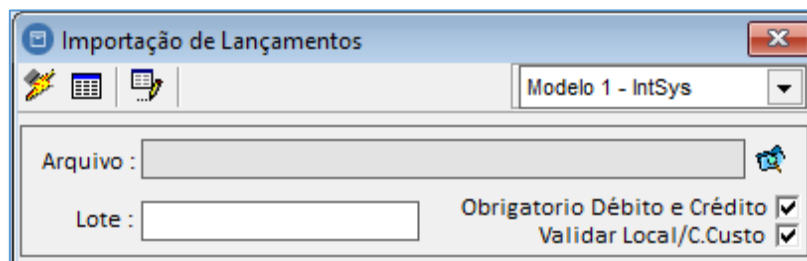 Importação de Lançamentos
Modelo 1 - IntSys
Arquivo :
Lote :
Obrigatorio Débito e Crédito
Validar Local/C.Custo